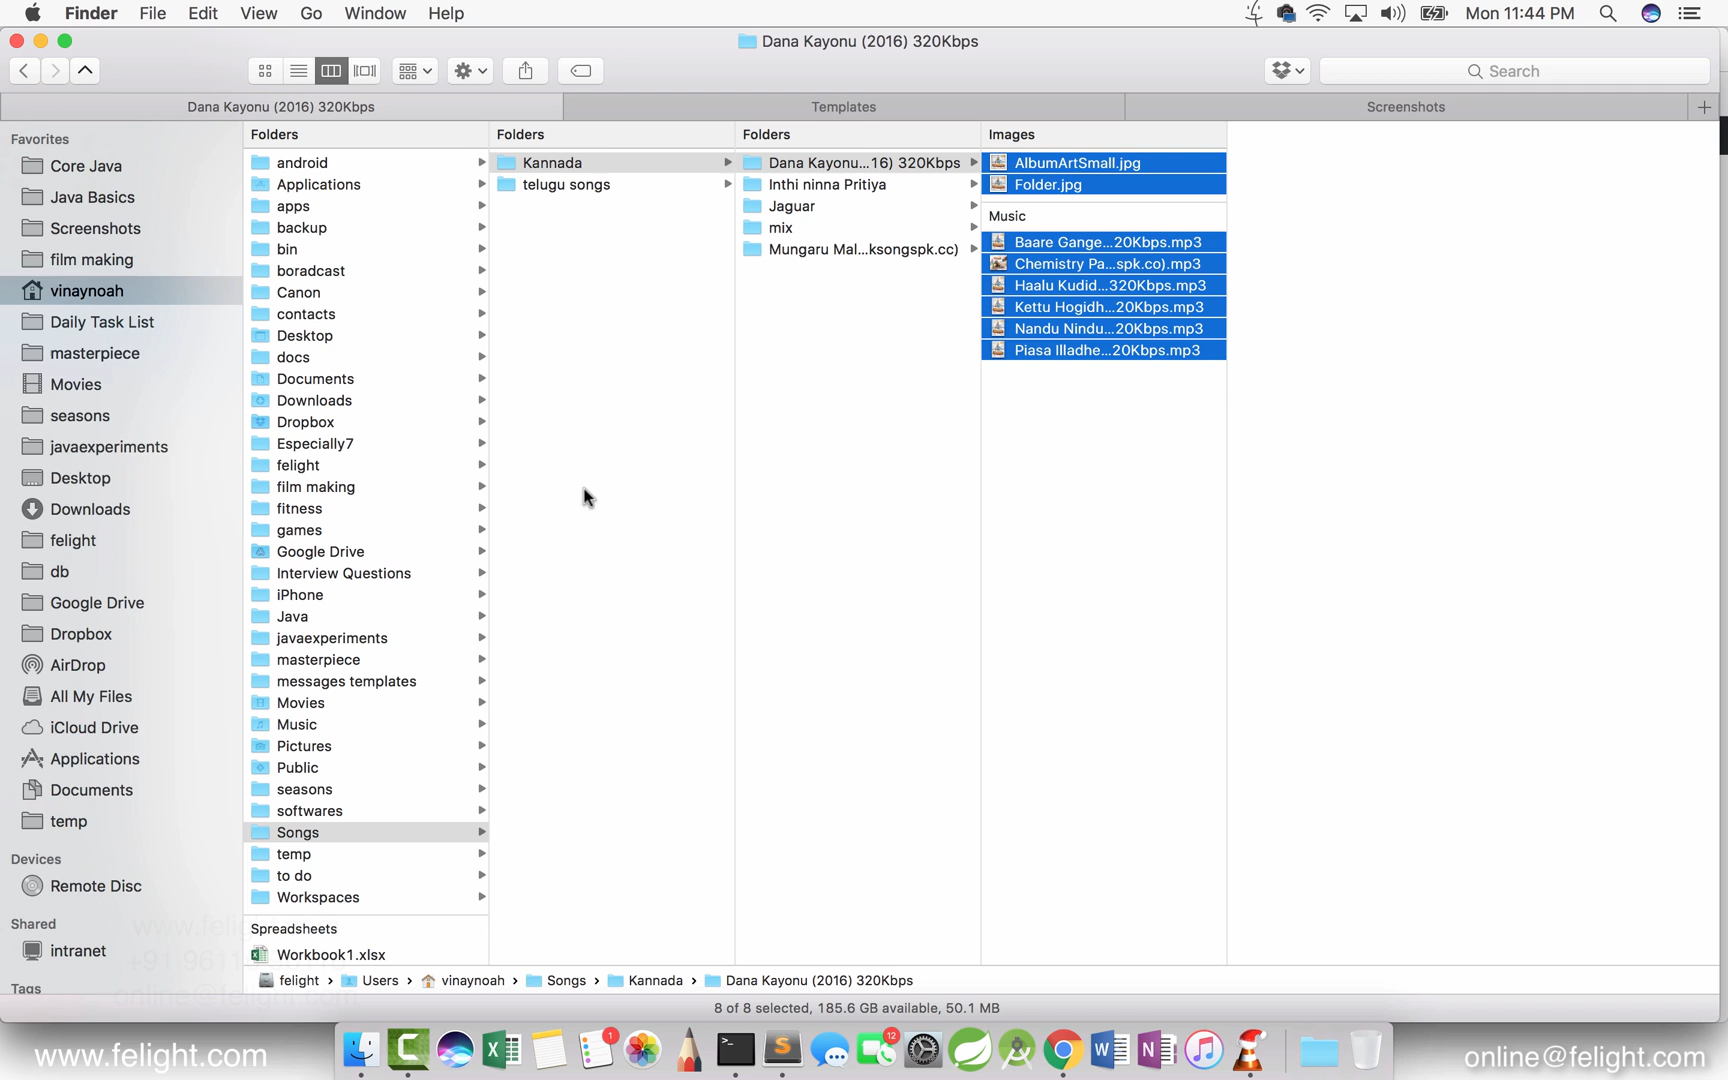 Finder File Edit View Go Window Help Mon 11:44 PM
Dana Kayonu (2016) 320Kbps
Search
Dana Kayonu (2016) 320Kbps
Templates
Screenshots
Favorites
Core Java
Java Basics
Screenshots
film making
vinaynoah
Daily Task List
masterpiece
Movies
seasons
javaexperiments
Desktop
Downloads
felight
db
Google Drive
Dropbox
AirDrop
All My Files
iCloud Drive
Applications
Documents
temp
Devices
Remote Disc
Shared
intranet
Tags
Folders
android
Applications
apps
backup
bin
boradcast
Canon
contacts
Desktop
docs
Documents
Downloads
Dropbox
Especially7
felight
film making
fitness
games
Google Drive
Interview Questions
iPhone
Java
javaexperiments
masterpiece
messages templates
Movies
Music
Pictures
Public
seasons
softwares
Songs
temp
to do
Workspaces
Spreadsheets
Workbook1.xlsx
Folders
Kannada
telugu songs
Folders
Dana Kayonu...16) 320Kbps
Inthi ninna Pritiya
Jaguar
mix
Mungaru Mal...ksongspk.cc)
Images
AlbumArtSmall.jpg
Folder.jpg
Music
Baare Gange...20Kbps.mp3
Chemistry Pa...spk.co).mp3
Haalu Kudid...320Kbps.mp3
Kettu Hogidh...20Kbps.mp3
Nandu Nindu...20Kbps.mp3
Piasa Illadhe...20Kbps.mp3
felight › Users › vinaynoah › Songs › Kannada › Dana Kayonu (2016) 320Kbps
8 of 8 selected, 185.6 GB available, 50.1 MB
1
12
www.felight.com
online@felight.com